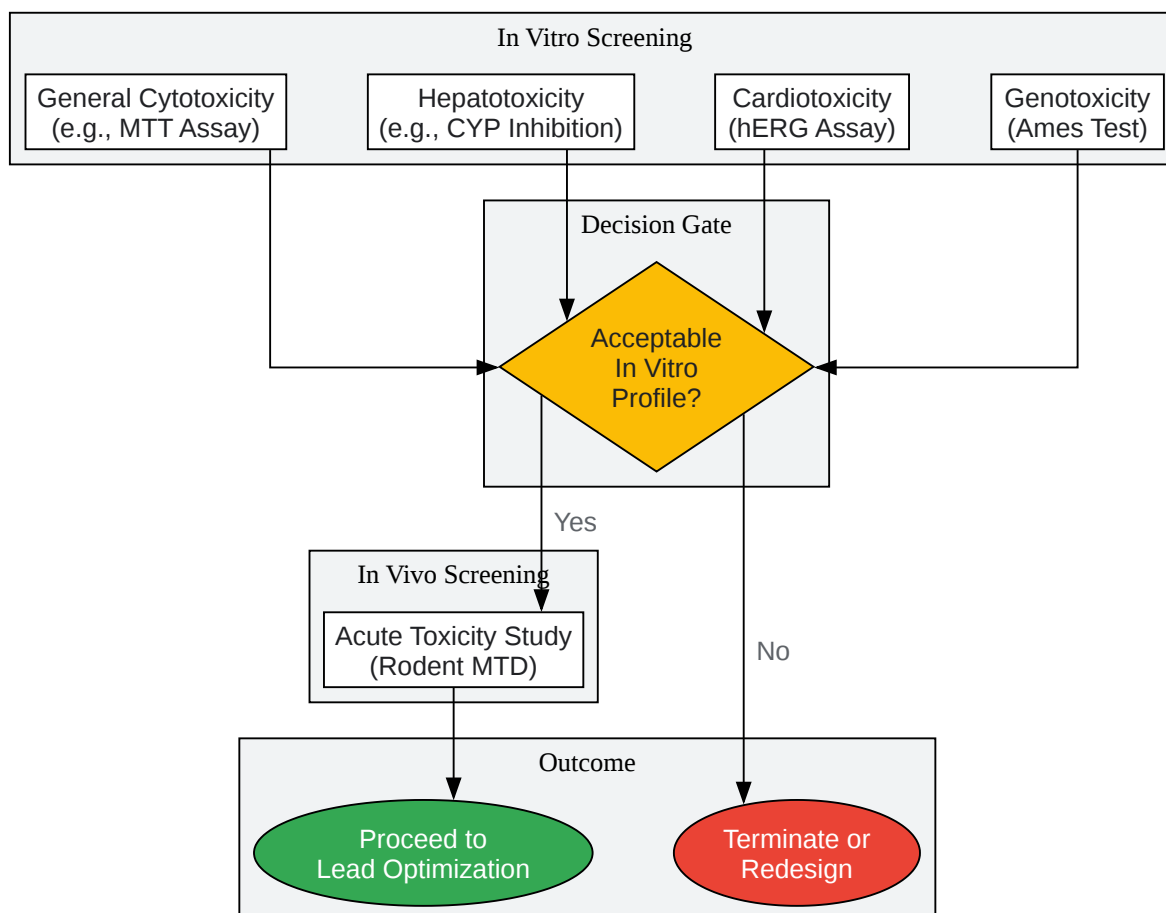 In Vitro Screening
General Cytotoxicity
(e.g., MTT Assay)
Hepatotoxicity
(e.g., CYP Inhibition)
Cardiotoxicity
(hERG Assay)
Genotoxicity
(Ames Test)
Decision Gate
Acceptable
In Vitro
Profile?
Yes
No
In Vivo Screening
Acute Toxicity Study
(Rodent MTD)
Outcome
Proceed to
Lead Optimization
Terminate or
Redesign